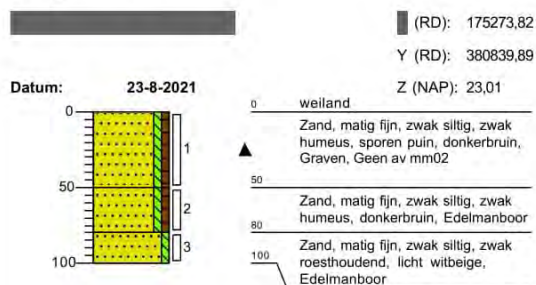 (RD): 175273,82
Y (RD): 380839,89
Datum: 23-8-2021
Z (NAP): 23,01
0
0 weiland
Zand, matig fijn, zwak siltig, zwak
humeus, sporen puin, donkerbruin,
Graven, Geen av mm02
1
50
50
Zand, matig fijn, zwak siltig, zwak
humeus, donkerbruin, Edelmanboor
2
80
Zand, matig fijn, zwak siltig, zwak
roesthoudend, licht witbeige,
Edelmanboor
3
100
100